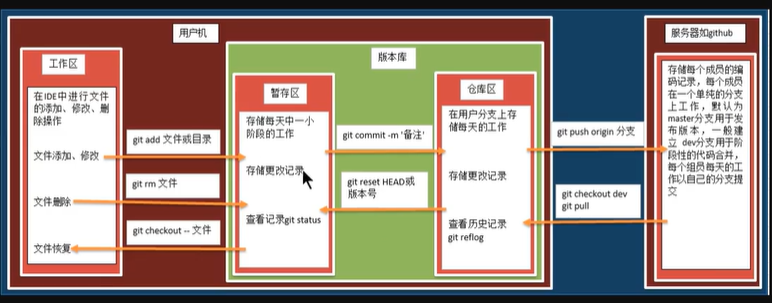 用户机
服务器如github
版本库
工作区
在IDE中进行文件
的添加、修改、删
除操作
文件添加、修改
文件删除
文件恢复
git add 文件或目录
git rm 文件
git checkout -- 文件
暂存区
存储每天中一小
阶段的工作
存储更改记录
查看记录git status
git commit -m '备注'
git reset HEAD或
版本号
仓库区
在用户分支上存
储每天的工作
存储更改记录
查看历史记录
git reflog
git push origin 分支
git checkout dev
git pull
存储每个成员的编
码记录，每个成员
在一个单纯的分支
上工作，默认为
master分支用于发
布版本，一般建
立 dev分支用于阶
段性的代码合并，
每个组员每天的工
作以自己的分支提
交